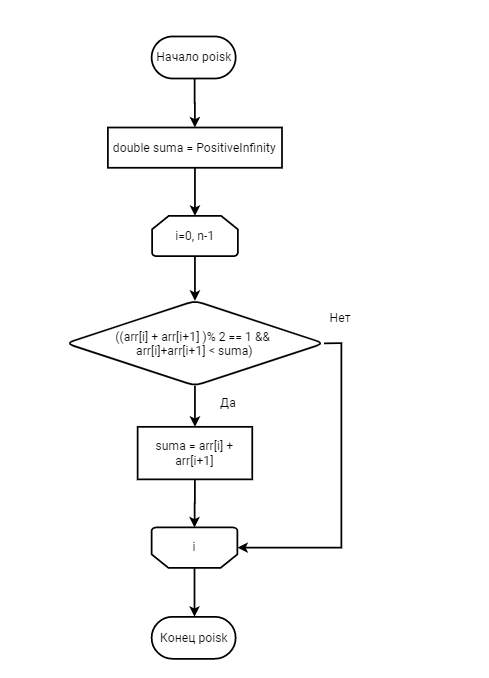 Начало poisk
double suma = PositiveInfinity
i=0, n-1
((arr[i] + arr[i+1] )% 2 == 1 &&
arr[i]+arr[i+1] < suma)
Нет
Да
suma = arr[i] +
arr[i+1]
i
Конец poisk